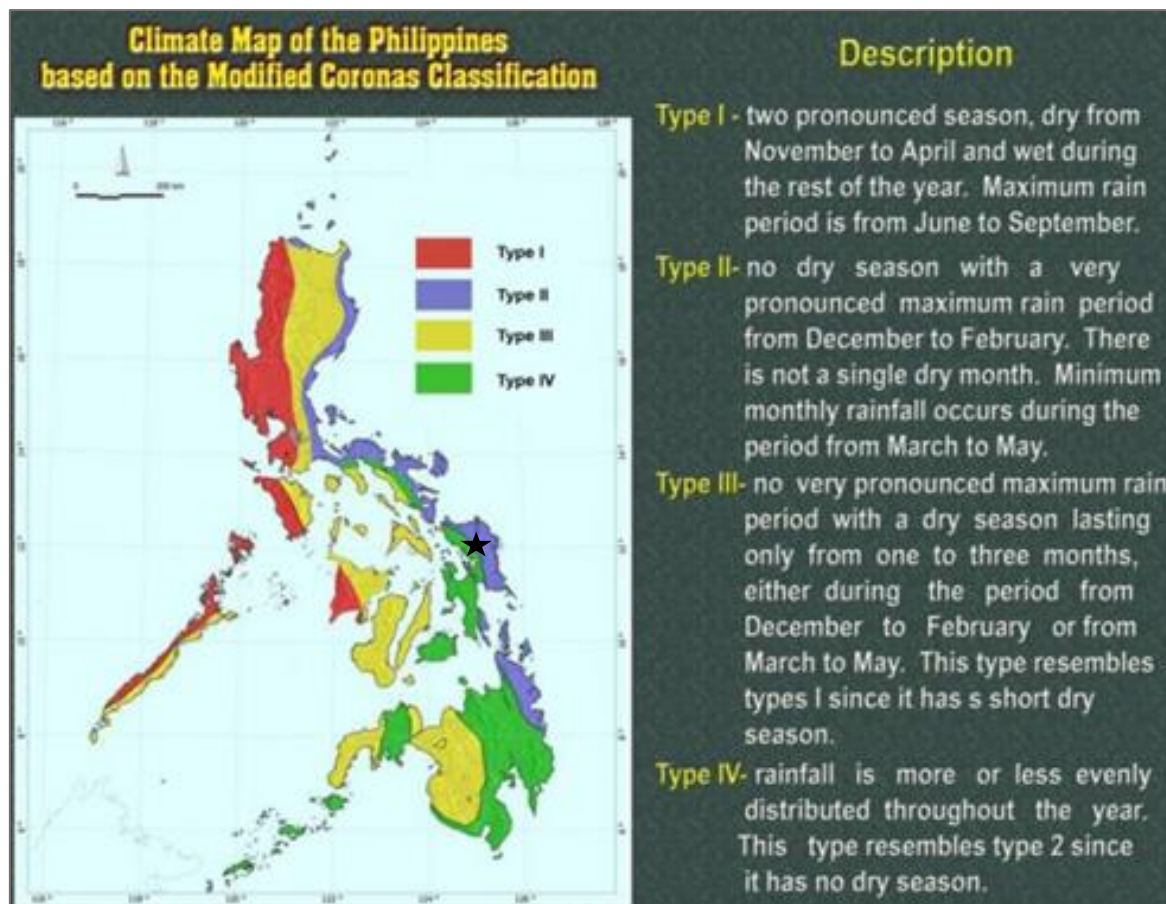 Climate Map of the Philippines
based on the Modified Coronas Classification
Type I
Type II
Type III
Type IV
Description
Type I - two pronounced season, dry from
November to April and wet during
the rest of the year. Maximum rain
period is from June to September.
Type II- no dry season with a very
pronounced maximum rain period
from December to February. There
is not a single dry month. Minimum
monthly rainfall occurs during the
period from March to May.
Type III- no very pronounced maximum rain
period with a dry season lasting
only from one to three months,
either during the period from
December to February or from
March to May. This type resembles
types I since it has s short dry
season.
Type IV- rainfall is more or less evenly
distributed throughout the year.
This type resembles type 2 since
it has no dry season.